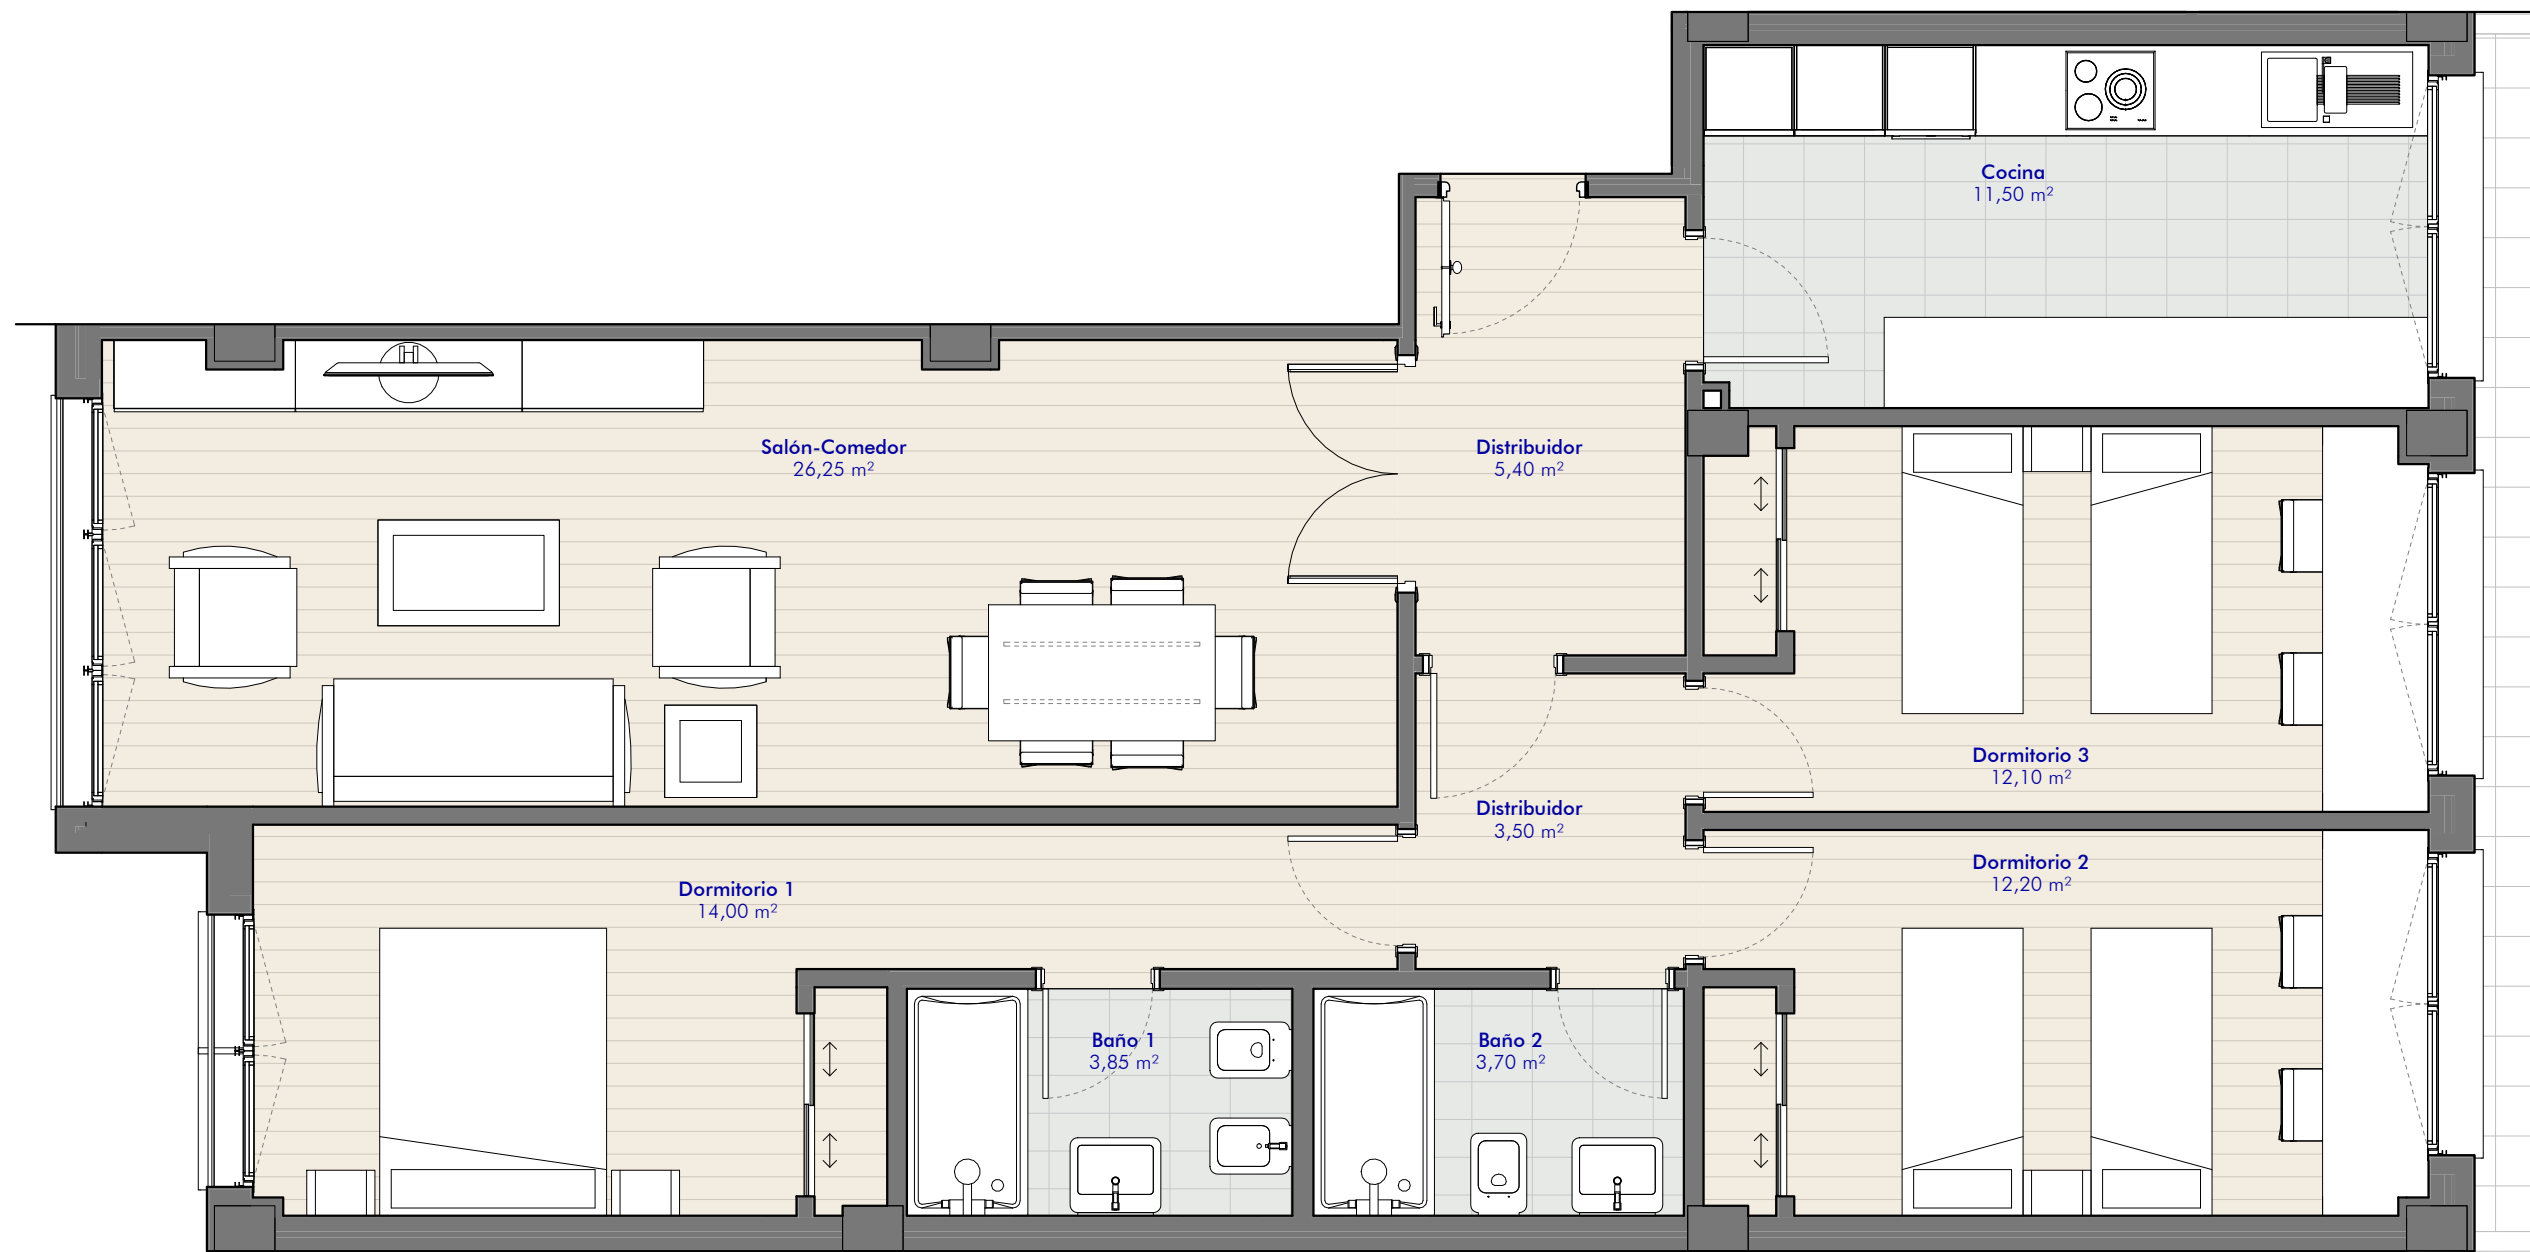 Cocina
11,50 m²
Salón-Comedor
26,25 m²
Distribuidor
5,40 m²
Dormitorio 3
12,10 m²
Distribuidor
3,50 m²
Dormitorio 2
12,20 m²
Dormitorio 1
14,00 m²
Baño 1
3,85 m²
Baño 2
3,70 m²